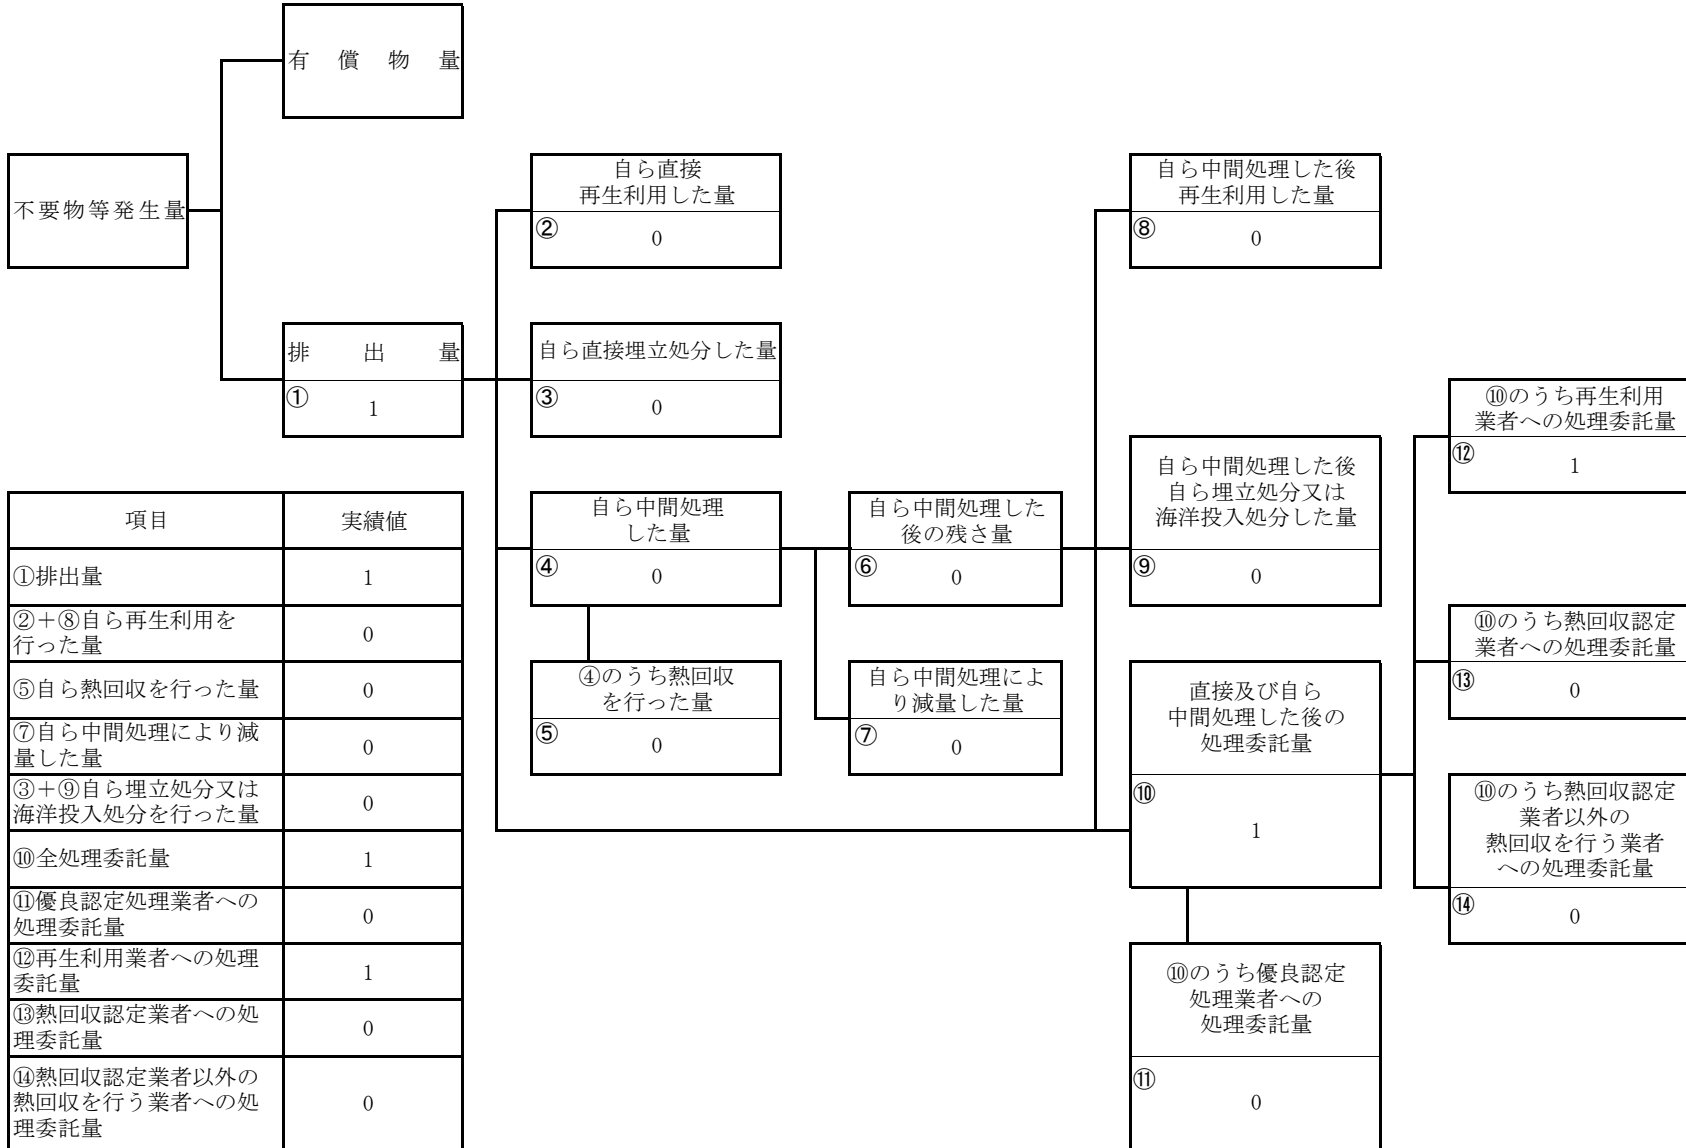 有償物量
不要物等発生量
自ら直接
再生利用した量
②
0
自ら中間処理した後
再生利用した量
⑧
0
排出量
①
1
自ら直接埋立処分した量
③
0
⑩のうち再生利用
業者への処理委託量
⑫
1
自ら中間処理
した量
④
0
自ら中間処理した
後の残さ量
⑥
0
自ら中間処理した後
自ら埋立処分又は
海洋投入処分した量
⑨
0
④のうち熱回収
を行った量
⑤
0
自ら中間処理によ
り減量した量
⑦
0
直接及び自ら
中間処理した後の
処理委託量
⑩
1
⑩のうち熱回収認定
業者への処理委託量
⑬
0
⑩のうち熱回収認定
業者以外の
熱回収を行う業者
への処理委託量
⑭
0
⑩のうち優良認定
処理業者への
処理委託量
⑪
0
項目 実績値
①排出量 1
②+⑧自ら再生利用を
行った量 0
⑤自ら熱回収を行った量 0
⑦自ら中間処理により減
量した量 0
③+⑨自ら埋立処分又は
海洋投入処分を行った量 0
⑩全処理委託量 1
⑪優良認定処理業者への
処理委託量 0
⑫再生利用業者への処理
委託量 1
⑬熱回収認定業者への処
理委託量 0
⑭熱回収認定業者以外の
熱回収を行う業者への処 0
理委託量